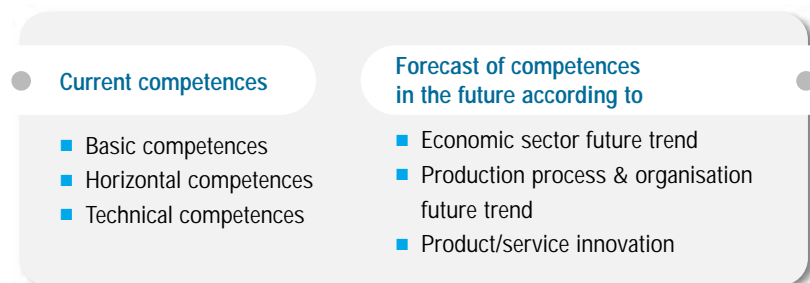 Current competences
Basic competences
Horizontal competences
Technical competences
Forecast of competences
in the future according to
Economic sector future trend
Production process & organisation
future trend
Product/service innovation